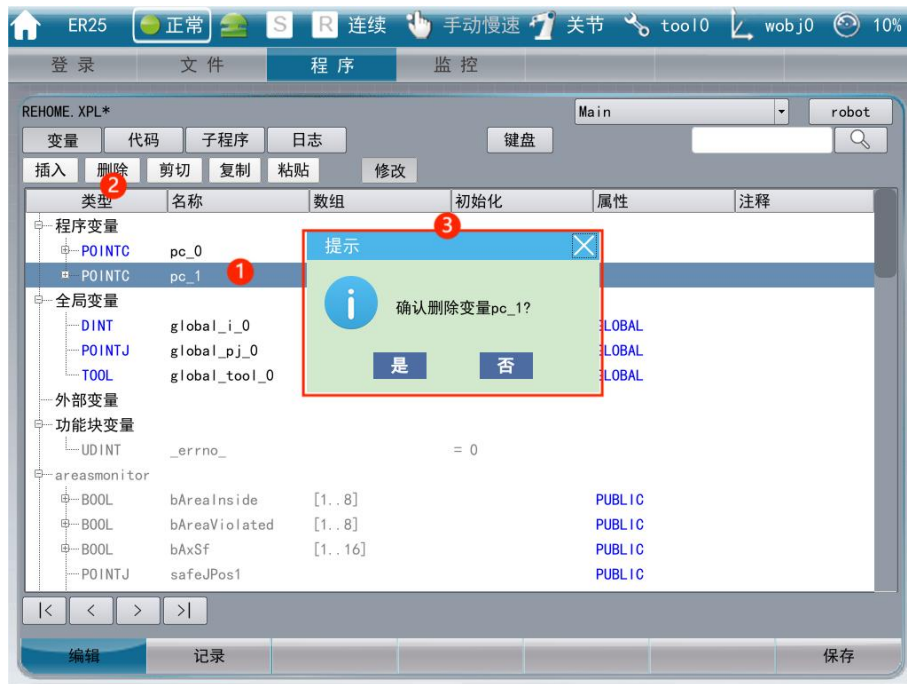 ER25 正常 S R 连续 手动慢速 关节 tool0 wobj0 10%
登录 文件 程序 监控
REHOME.XPL* Main robot
变量 代码 子程序 日志 键盘
插入 删除 剪切 复制 粘贴 修改
2
类型 名称 数组 初始化 属性 注释
3
程序变量
POINTC pc_0
POINTC pc_1 1
提示
i 确认删除变量pc_1?
是 否
全局变量
DINT global_i_0 LOBAL
POINTJ global_pj_0 LOBAL
TOOL global_tool_0 LOBAL
外部变量
功能块变量
UDINT _errno_ = 0
areasmonitor
BOOL bAreaInside [1..8] PUBLIC
BOOL bAreaViolated [1..8] PUBLIC
BOOL bAxSf [1..16] PUBLIC
POINTJ safeJPos1 PUBLIC
|< < > >|
编辑 记录 保存